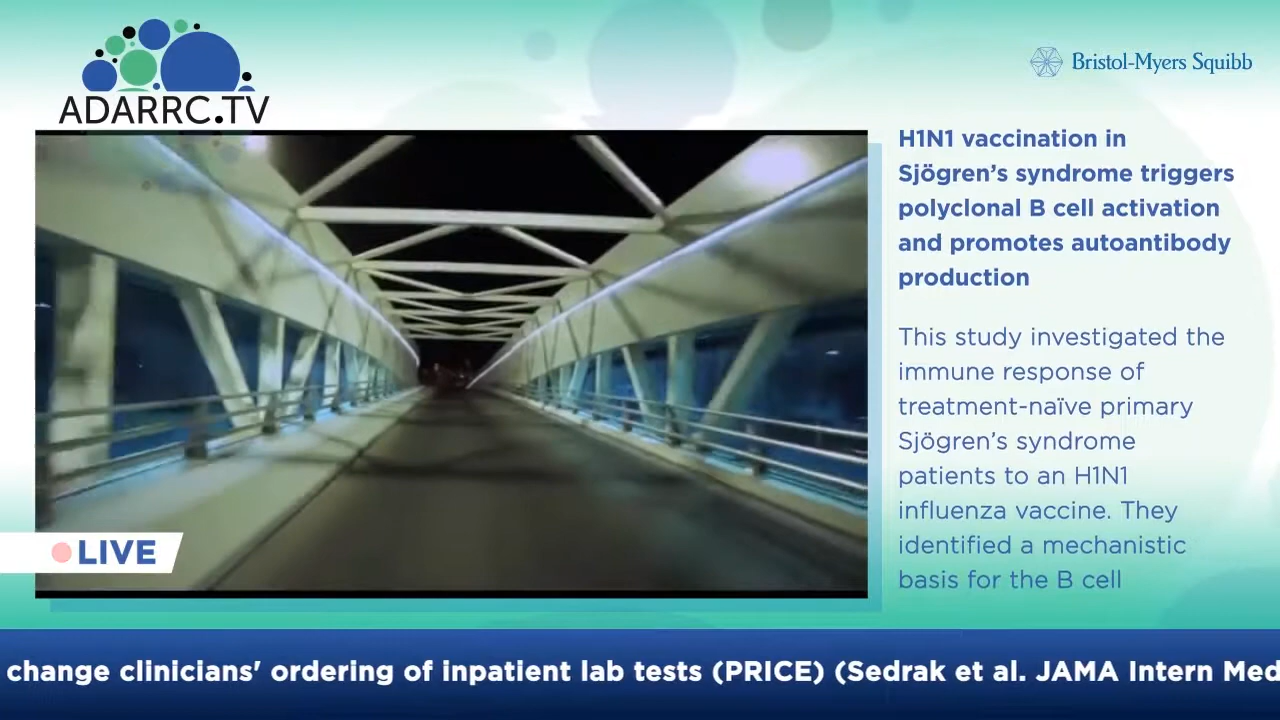 ADARRC.TV
Bristol-Myers Squibb
H1N1 vaccination in
Sjögren’s syndrome triggers
polyclonal B cell activation
and promotes autoantibody
production
This study investigated the
immune response of
treatment-naïve primary
Sjögren’s syndrome
patients to an H1N1
influenza vaccine. They
identified a mechanistic
basis for the B cell
LIVE
change clinicians' ordering of inpatient lab tests (PRICE) (Sedrak et al. JAMA Intern Med